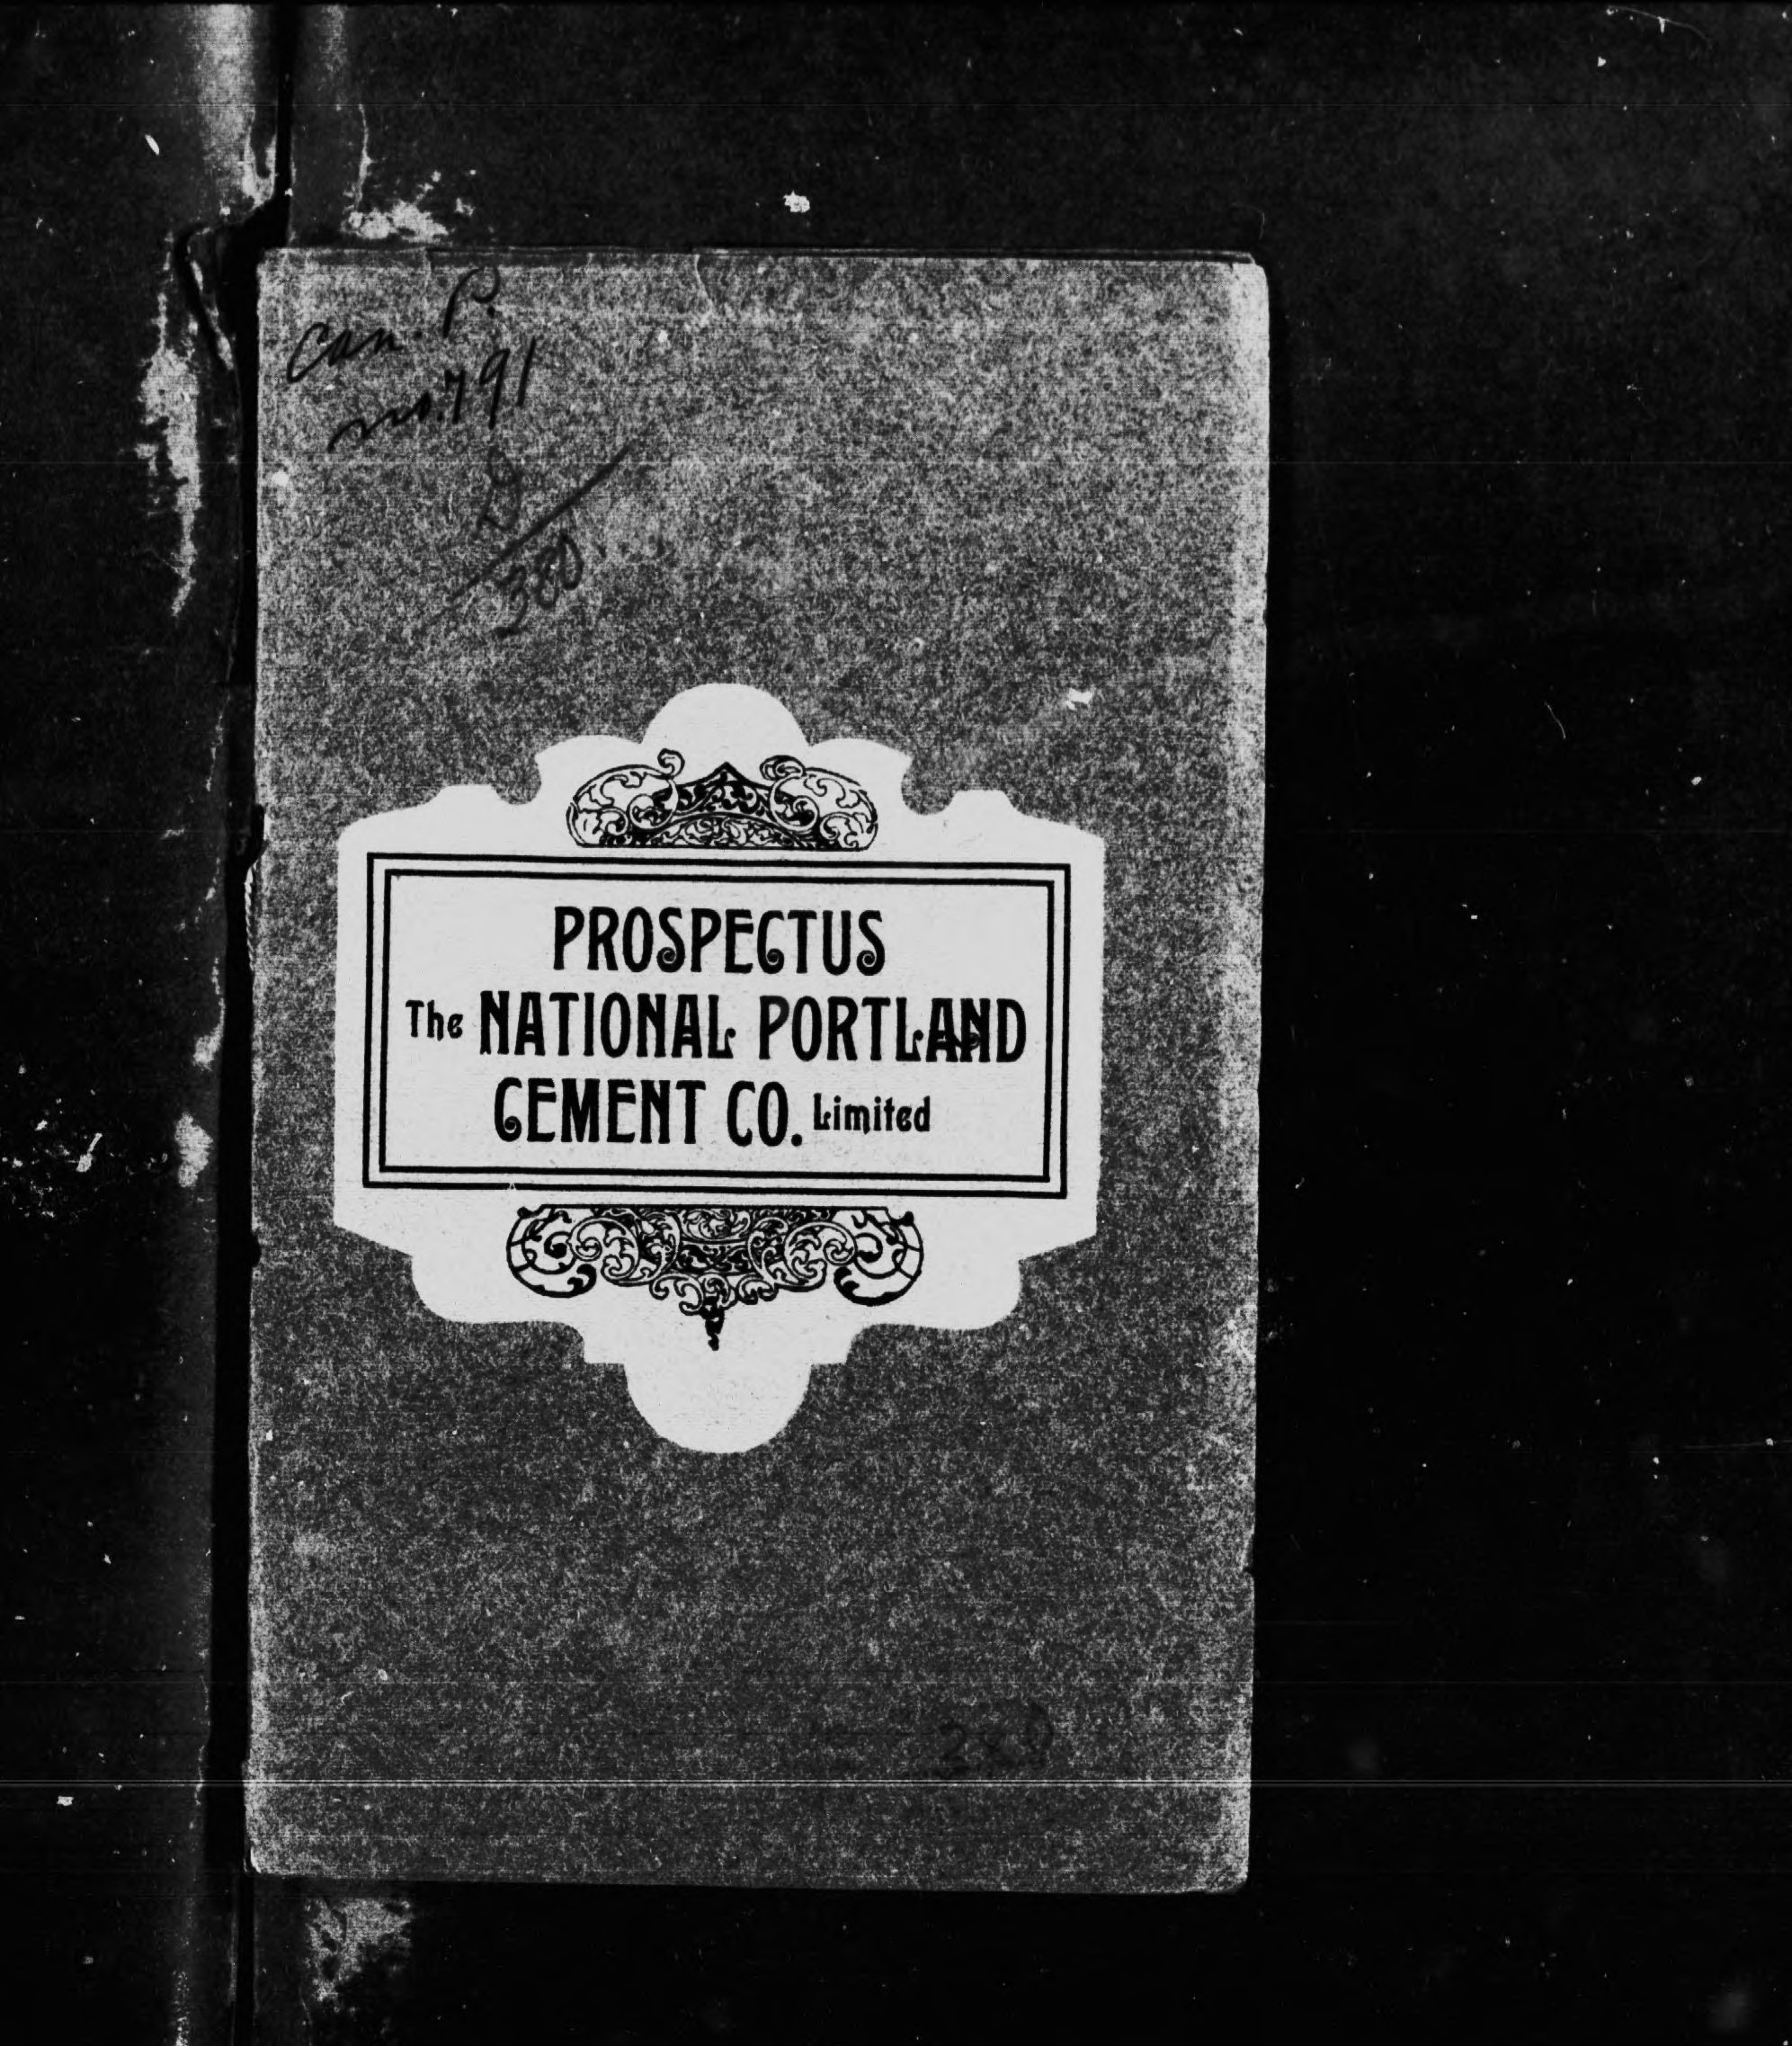 Can. P.
no. 791
D
380
PROSPECTUS
The NATIONAL PORTLAND
CEMENT CO. Limited